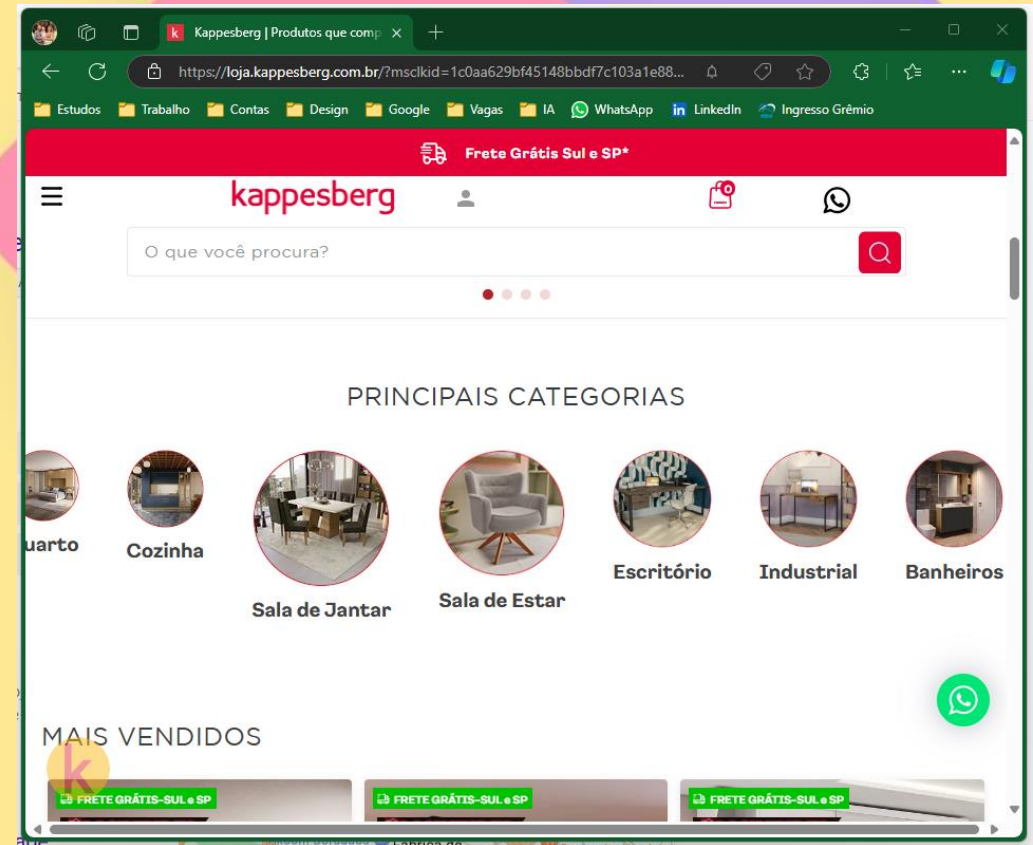 k Kappesberg | Produtos que comp
https://loja.kappesberg.com.br/?msclkid=1c0aa629bf45148bbdf7c103a1e88...
Estudos Trabalho Contas Design Google Vagas IA WhatsApp in LinkedIn Ingresso Grêmio
Frete Grátis Sul e SP*
kappesberg 0
O que você procura?
PRINCIPAIS CATEGORIAS
uarto Cozinha Sala de Jantar Sala de Estar Escritório Industrial Banheiros
MAIS VENDIDOS
k
FRETE GRÁTIS-SUL e SP FRETE GRÁTIS-SUL e SP FRETE GRÁTIS-SUL e SP